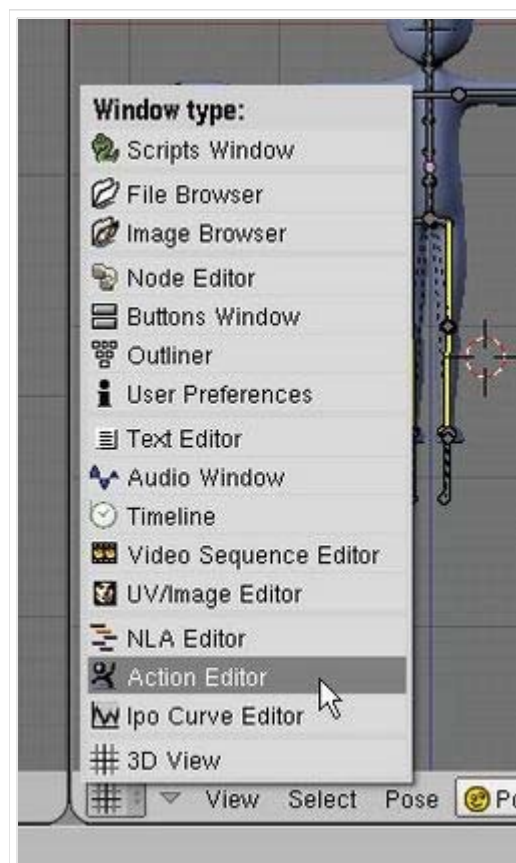 Window type:
Scripts Window
File Browser
Image Browser
Node Editor
Buttons Window
Outliner
User Preferences
Text Editor
Audio Window
Timeline
Video Sequence Editor
UV/Image Editor
NLA Editor
Action Editor
Ipo Curve Editor
3D View
View Select Pose Po